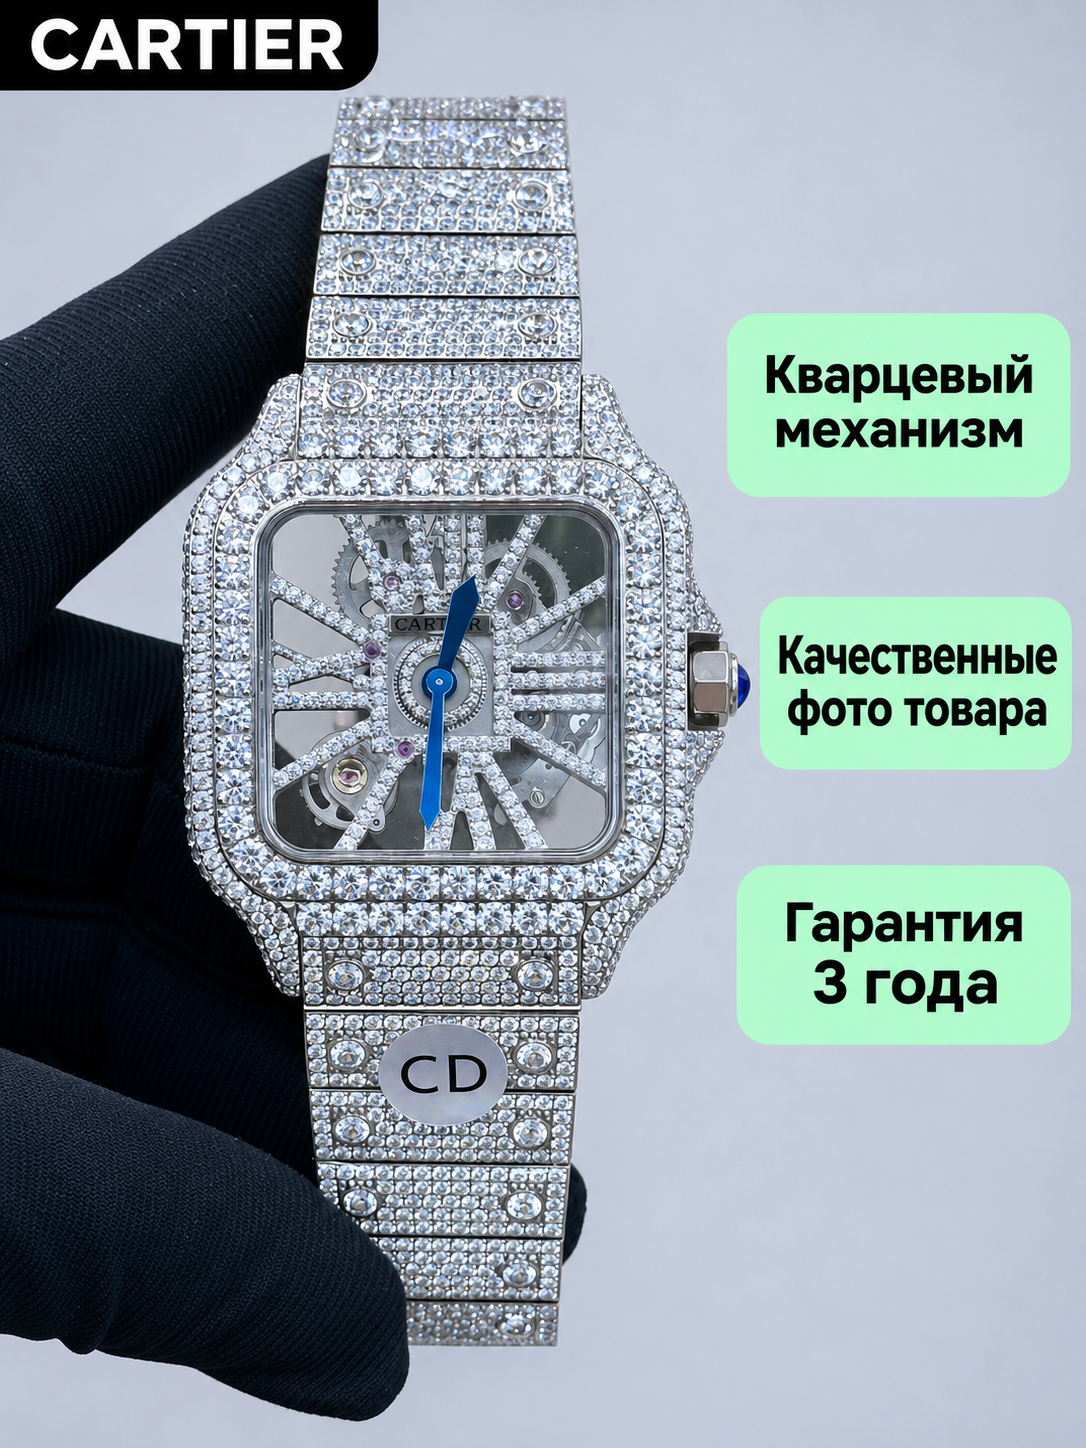 CARTIER
Кварцевый
механизм
CARTIER
Качественные
фото товара
Гарантия
3 года
CD